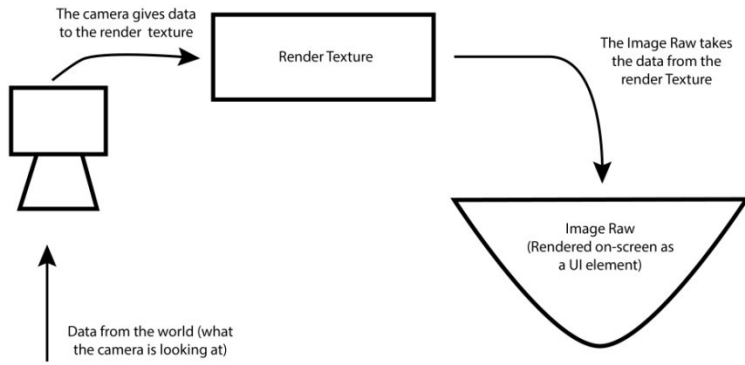 The camera gives data
to the render texture
Render Texture
The Image Raw takes
the data from the
render Texture
Image Raw
(Rendered on-screen as
a UI element)
Data from the world (what
the camera is looking at)